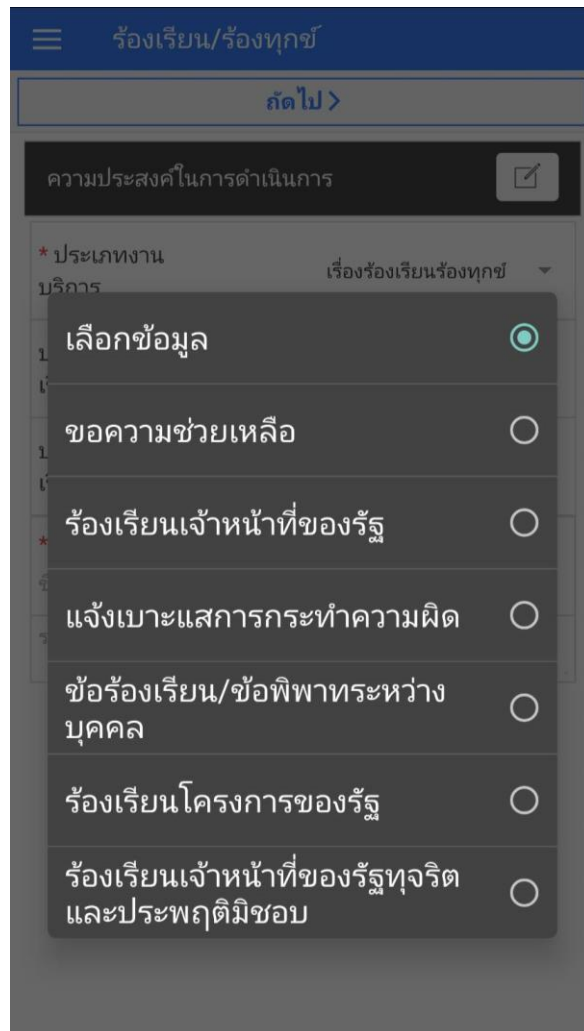 ร้องเรียน/ร้องทุกข์
ถัดไป
ความประสงค์ในการดำเนินการ
* ประเภทงาน
บริการ
เรื่องร้องเรียนร้องทุกข์
เลือกข้อมูล
ขอความช่วยเหลือ
ร้องเรียนเจ้าหน้าที่ของรัฐ
แจ้งเบาะแสการกระทำความผิด
ข้อร้องเรียน/ข้อพิพาทระหว่าง
บุคคล
ร้องเรียนโครงการของรัฐ
ร้องเรียนเจ้าหน้าที่ของรัฐทุจริต
และประพฤติมิชอบ